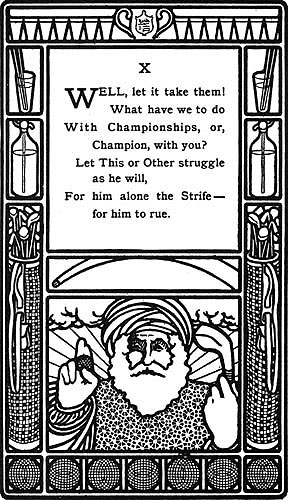 X
WELL, let it take them!
What have we to do
With Championships, or,
Champion, with you?
Let This or Other struggle
as he will,
For him alone the Strife—
for him to rue.